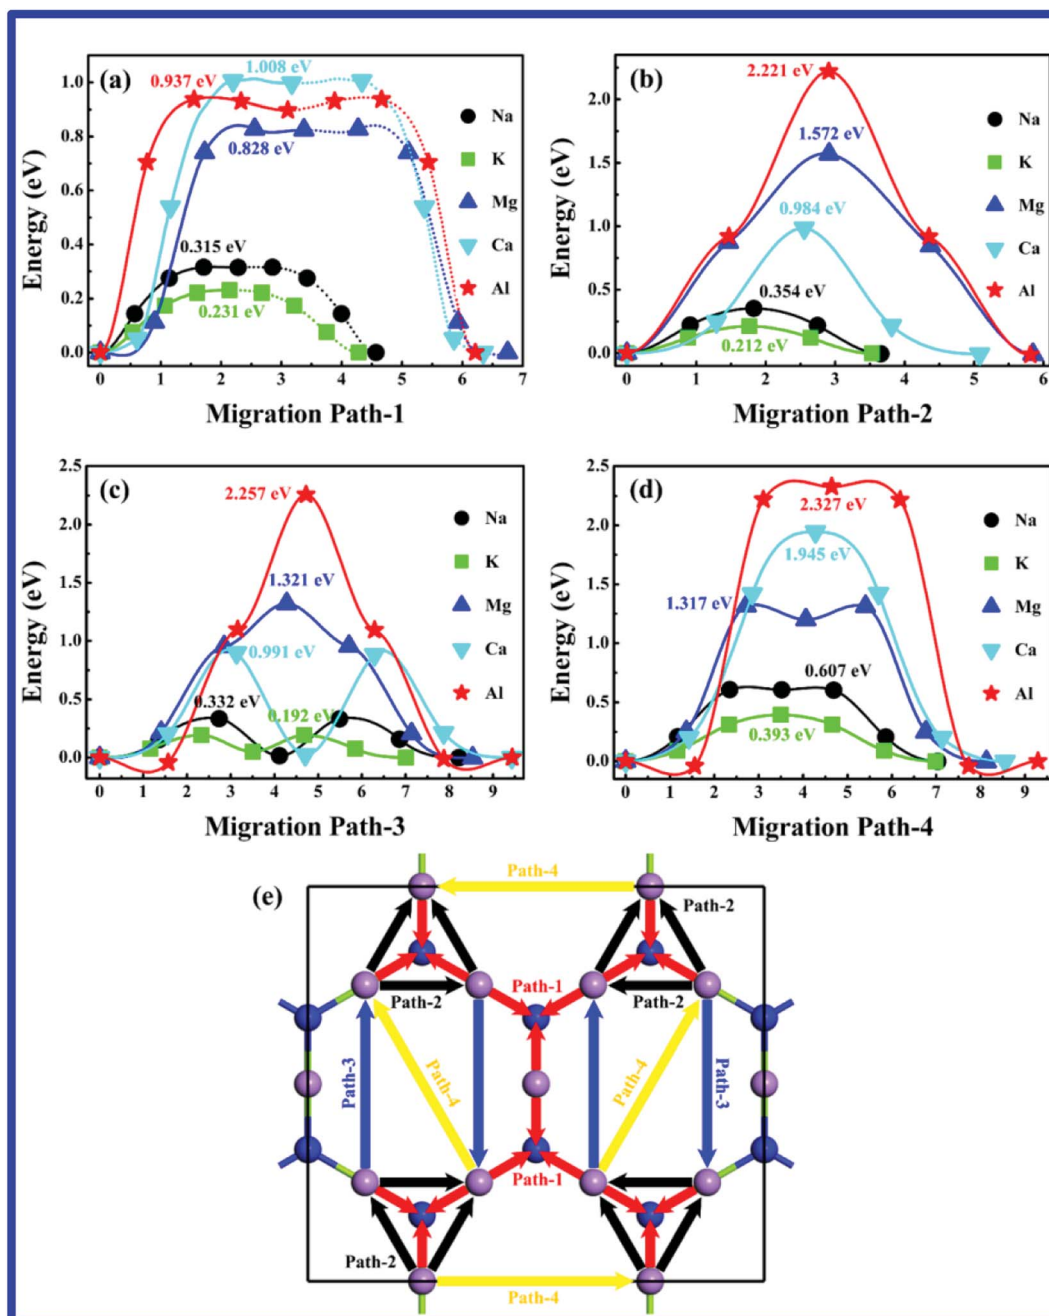 (a)
0.937 eV
1.008 eV
0.828 eV
0.315 eV
0.231 eV
Na
K
Mg
Ca
Al
Energy (eV)
1.0
0.8
0.6
0.4
0.2
0.0
0 1 2 3 4 5 6 7
Migration Path-1
(b)
2.221 eV
1.572 eV
0.984 eV
0.354 eV
0.212 eV
Na
K
Mg
Ca
Al
Energy (eV)
2.0
1.5
1.0
0.5
0.0
0 1 2 3 4 5 6
Migration Path-2
(c)
2.257 eV
1.321 eV
0.991 eV
0.332 eV
0.192 eV
Na
K
Mg
Ca
Al
Energy (eV)
2.5
2.0
1.5
1.0
0.5
0.0
0 1 2 3 4 5 6 7 8 9
Migration Path-3
(d)
2.327 eV
1.945 eV
1.317 eV
0.607 eV
0.393 eV
Na
K
Mg
Ca
Al
Energy (eV)
2.5
2.0
1.5
1.0
0.5
0.0
0 1 2 3 4 5 6 7 8 9
Migration Path-4
(e)
Path-4
Path-2
Path-2
Path-1
Path-2
Path-3
Path-4
Path-4
Path-3
Path-1
Path-2
Path-4